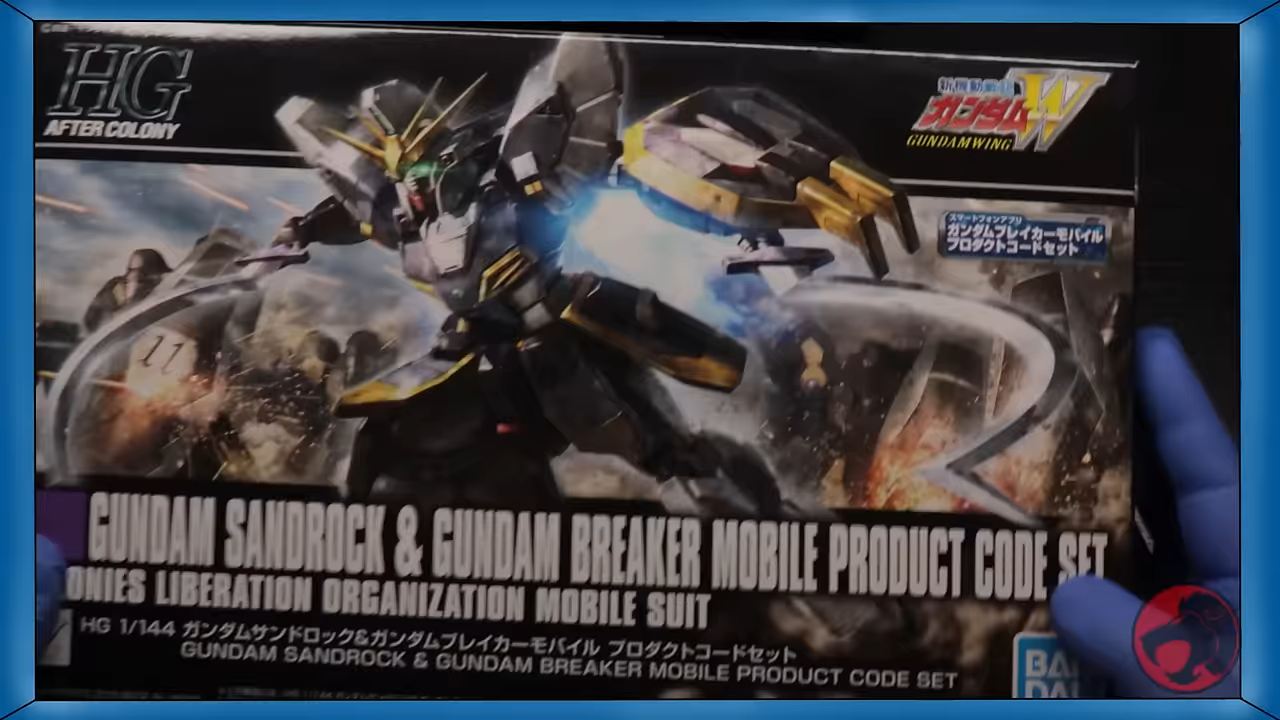 HG
AFTER COLONY
新機動戦記
ガンダムW
GUNDAMWING
スマートフォンアプリ
ガンダムブレイカーモバイル
プロダクトコードセット
11
GUNDAM SANDROCK & GUNDAM BREAKER MOBILE PRODUCT CODE SET
ONIES LIBERATION ORGANIZATION MOBILE SUIT
HG 1/144 ガンダムサンドロック&ガンダムブレイカーモバイル プロダクトコードセット
GUNDAM SANDROCK & GUNDAM BREAKER MOBILE PRODUCT CODE SET
BAN
DAI